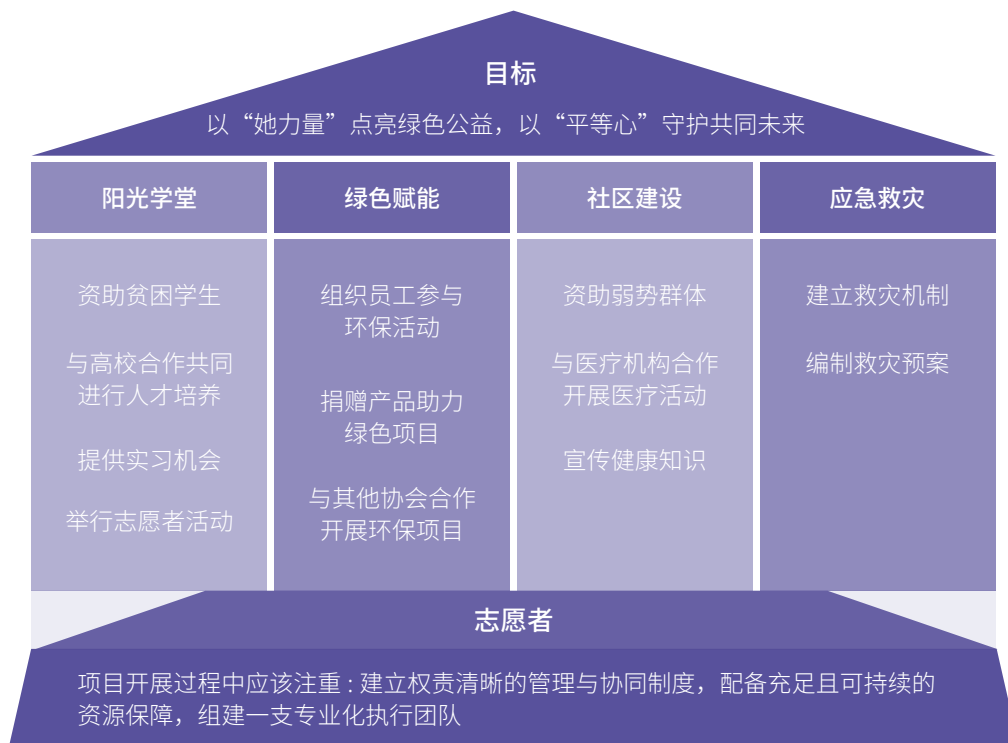 目标
以“她力量”点亮绿色公益，以“平等心”守护共同未来
阳光学堂
资助贫困学生
与高校合作共同
进行人才培养
提供实习机会
举行志愿者活动
绿色赋能
组织员工参与
环保活动
捐赠产品助力
绿色项目
与其他协会合作
开展环保项目
社区建设
资助弱势群体
与医疗机构合作
开展医疗活动
宣传健康知识
应急救灾
建立救灾机制
编制救灾预案
志愿者
项目开展过程中应该注重：建立权责清晰的管理与协同制度，配备充足且可持续的
资源保障，组建一支专业化执行团队